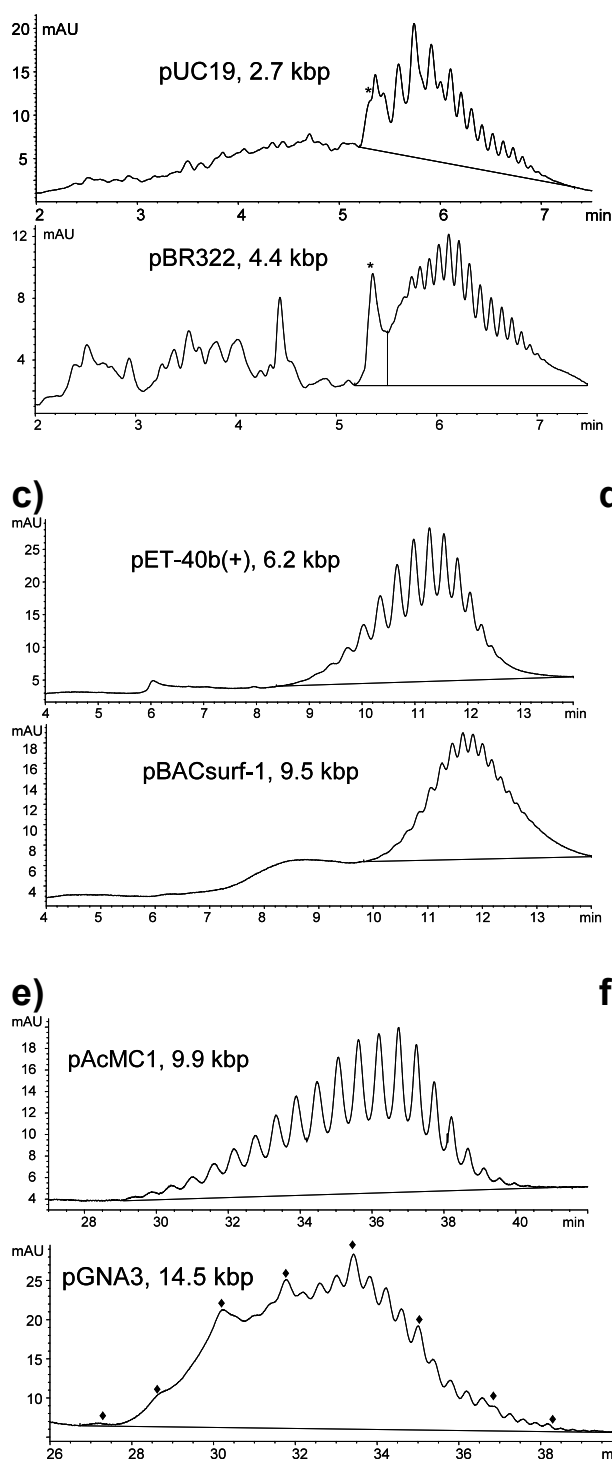 20
mAU
pUC19, 2.7 kbp
15
*
10
5
2 3 4 5 6 7 min
12
mAU
pBR322, 4.4 kbp
*
8
4
2 3 4 5 6 7 min
c) d
mAU
25
pET-40b(+), 6.2 kbp
20
15
10
5
4 5 6 7 8 9 10 11 12 13 min
mAU
18
16
pBACsurf-1, 9.5 kbp
14
12
10
8
6
4
4 5 6 7 8 9 10 11 12 13 min
e) f
mAU
18
pAcMC1, 9.9 kbp
16
14
12
10
8
6
4
28 30 32 34 36 38 40 min
mAU
pGNA3, 14.5 kbp
25
20
15
10
26 28 30 32 34 36 38 m